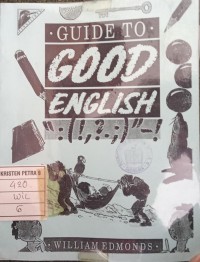 · GUIDE TO ·
GOOD
ENGLISH
":(!,?.;)"–!
KRISTEN PETRA
420
WIL
G
· WILLIAM EDMONDS ·